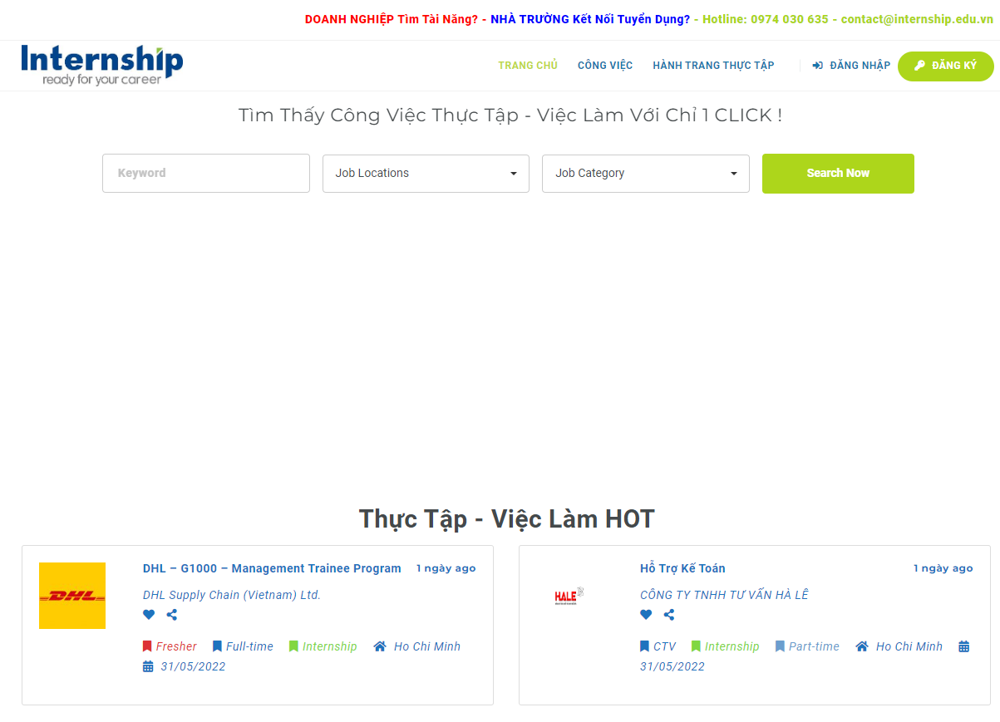 DOANH NGHIỆP Tìm Tài Năng? - NHÀ TRƯỜNG Kết Nối Tuyển Dụng? - Hotline: 0974 030 635 - contact@internship.edu.vn
Internship
ready for your career
TRANG CHỦ CÔNG VIỆC HÀNH TRANG THỰC TẬP ĐĂNG NHẬP ĐĂNG KÝ
Tìm Thấy Công Việc Thực Tập - Việc Làm Với Chỉ 1 CLICK !
Keyword Job Locations Job Category Search Now
Thực Tập - Việc Làm HOT
DHL – G1000 – Management Trainee Program 1 ngày ago
DHL Supply Chain (Vietnam) Ltd.
DHL
Fresher Full-time Internship Ho Chi Minh
31/05/2022
Hỗ Trợ Kế Toán 1 ngày ago
CÔNG TY TNHH TƯ VẤN HÀ LÊ
HALE
CTV Internship Part-time Ho Chi Minh
31/05/2022